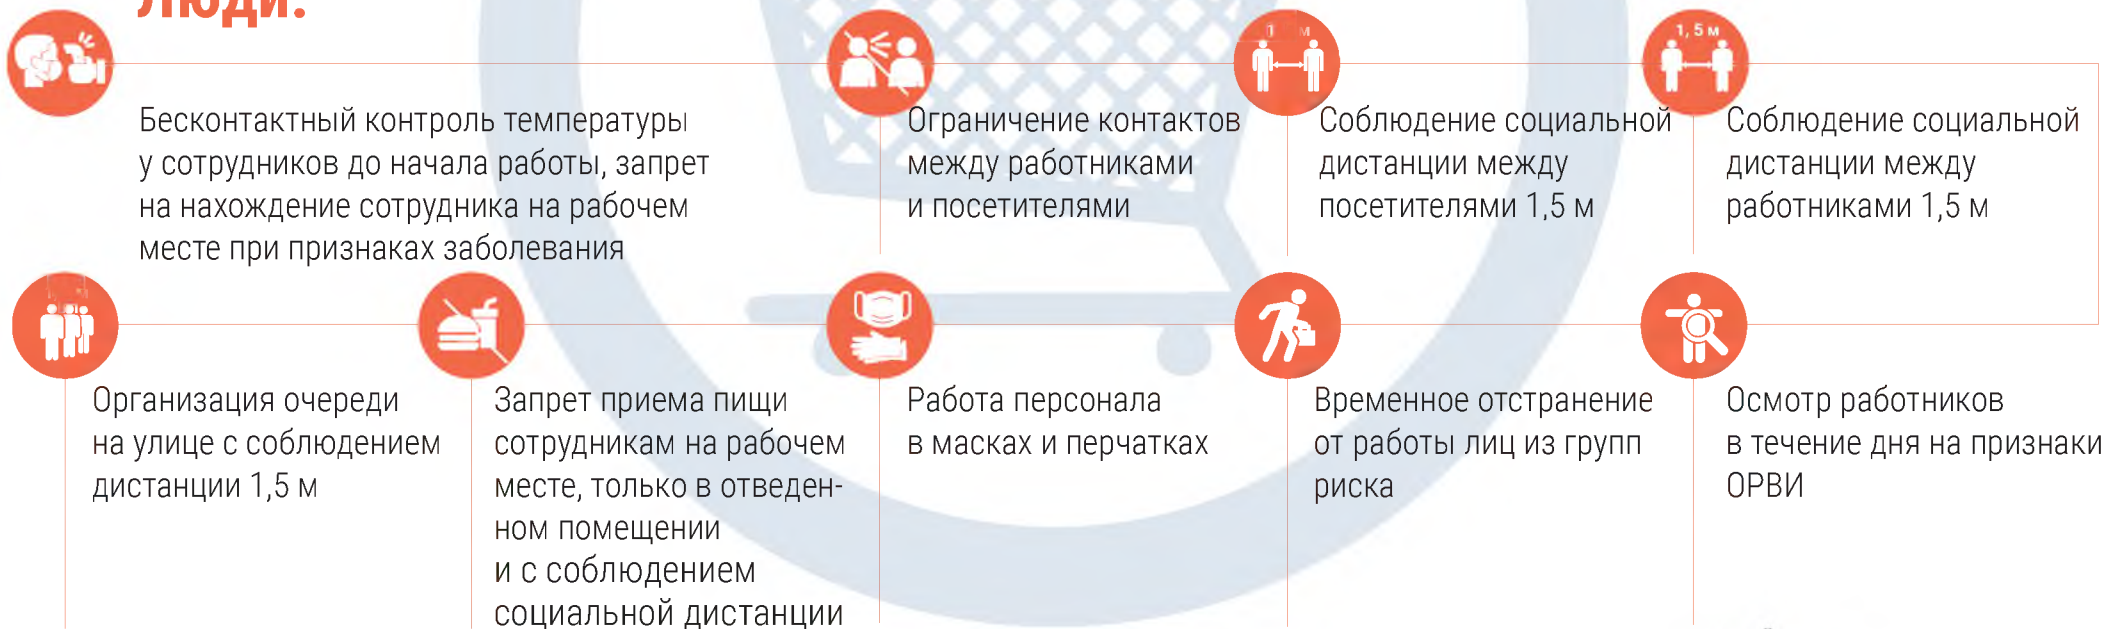 Люди:
1 м
1, 5 м
Бесконтактный контроль температуры
у сотрудников до начала работы, запрет
на нахождение сотрудника на рабочем
месте при признаках заболевания
Ограничение контактов
между работниками
и посетителями
Соблюдение социальной
дистанции между
посетителями 1,5 м
Соблюдение социальной
дистанции между
работниками 1,5 м
Организация очереди
на улице с соблюдением
дистанции 1,5 м
Запрет приема пищи
сотрудникам на рабочем
месте, только в отведен-
ном помещении
и с соблюдением
социальной дистанции
Работа персонала
в масках и перчатках
Временное отстранение
от работы лиц из групп
риска
Осмотр работников
в течение дня на признаки
ОРВИ